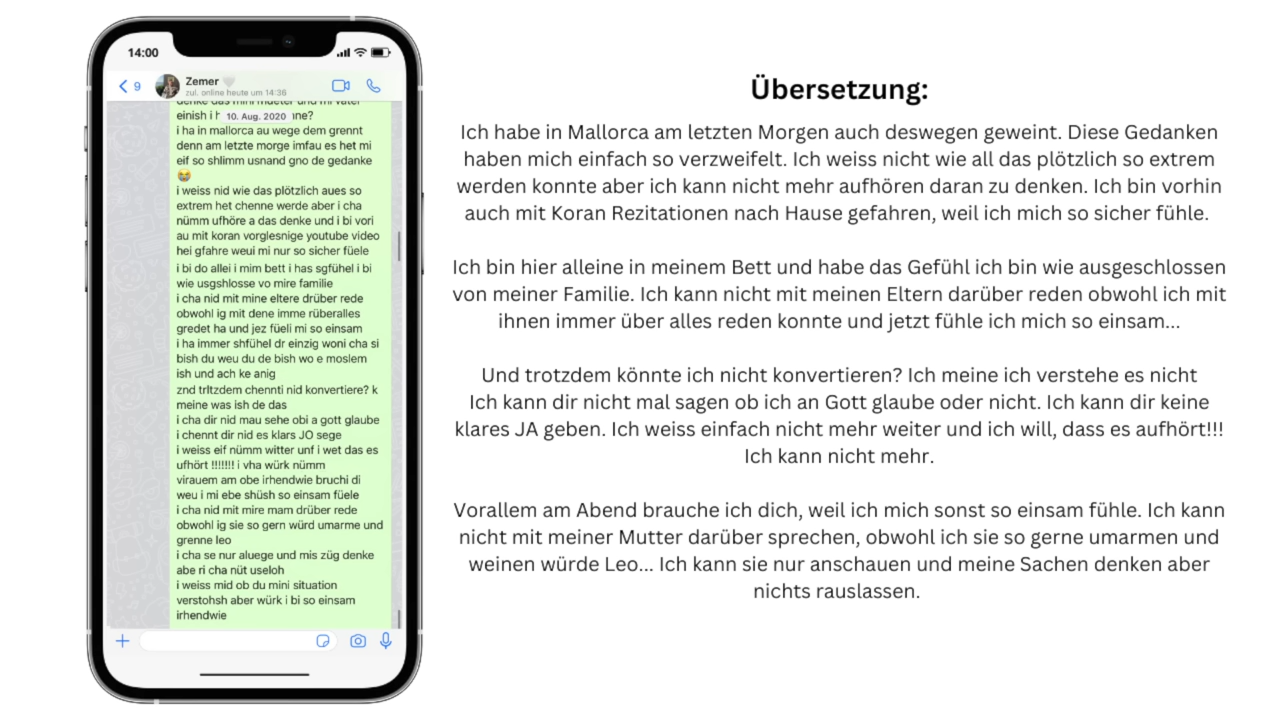 14:00
9
Zemer
zul. online heute um 14:36
denke das mini mueter und mi vater
einish i h
10. Aug. 2020
nne?
i ha in mallorca au wege dem grennt
denn am letzte morge imfau es het mi
eif so shlimm usnand gno de gedanke
😭
i weiss nid wie das plötzlich aues so
extrem het chenne werde aber i cha
nümm ufhöre a das denke und i bi vori
au mit koran vorglesnige youtube video
hei gfahre weui mi nur so sicher füele
i bi do allei i mim bett i has sgfühel i bi
wie usgshlosse vo mire familie
i cha nid mit mine eltere drüber rede
obwohl ig mit dene imme rüberalles
gredet ha und jez füeli mi so einsam
i ha immer shfühel dr einzig woni cha si
bish du weu du de bish wo e moslem
ish und ach ke anig
znd trltzdem chennti nid konvertiere? k
meine was ish de das
i cha dir nid mau sehe obi a gott glaube
i chennt dir nid es klars JO sege
i weiss eif nümm witter unf i wet das es
ufhört !!!!!!! i vha würk nümm
virauem am obe irhendwie bruchi di
weu i mi ebe shüsh so einsam füele
i cha nid mit mire mam drüber rede
obwohl ig sie so gern würd umarme und
grenne leo
i cha se nur aluege und mis züg denke
abe ri cha nüt useloh
i weiss mid ob du mini situation
verstohsh aber würk i bi so einsam
irhendwie
Übersetzung:
Ich habe in Mallorca am letzten Morgen auch deswegen geweint. Diese Gedanken
haben mich einfach so verzweifelt. Ich weiss nicht wie all das plötzlich so extrem
werden konnte aber ich kann nicht mehr aufhören daran zu denken. Ich bin vorhin
auch mit Koran Rezitationen nach Hause gefahren, weil ich mich so sicher fühle.
Ich bin hier alleine in meinem Bett und habe das Gefühl ich bin wie ausgeschlossen
von meiner Familie. Ich kann nicht mit meinen Eltern darüber reden obwohl ich mit
ihnen immer über alles reden konnte und jetzt fühle ich mich so einsam...
Und trotzdem könnte ich nicht konvertieren? Ich meine ich verstehe es nicht
Ich kann dir nicht mal sagen ob ich an Gott glaube oder nicht. Ich kann dir keine
klares JA geben. Ich weiss einfach nicht mehr weiter und ich will, dass es aufhört!!!
Ich kann nicht mehr.
Vorallem am Abend brauche ich dich, weil ich mich sonst so einsam fühle. Ich kann
nicht mit meiner Mutter darüber sprechen, obwohl ich sie so gerne umarmen und
weinen würde Leo... Ich kann sie nur anschauen und meine Sachen denken aber
nichts rauslassen.